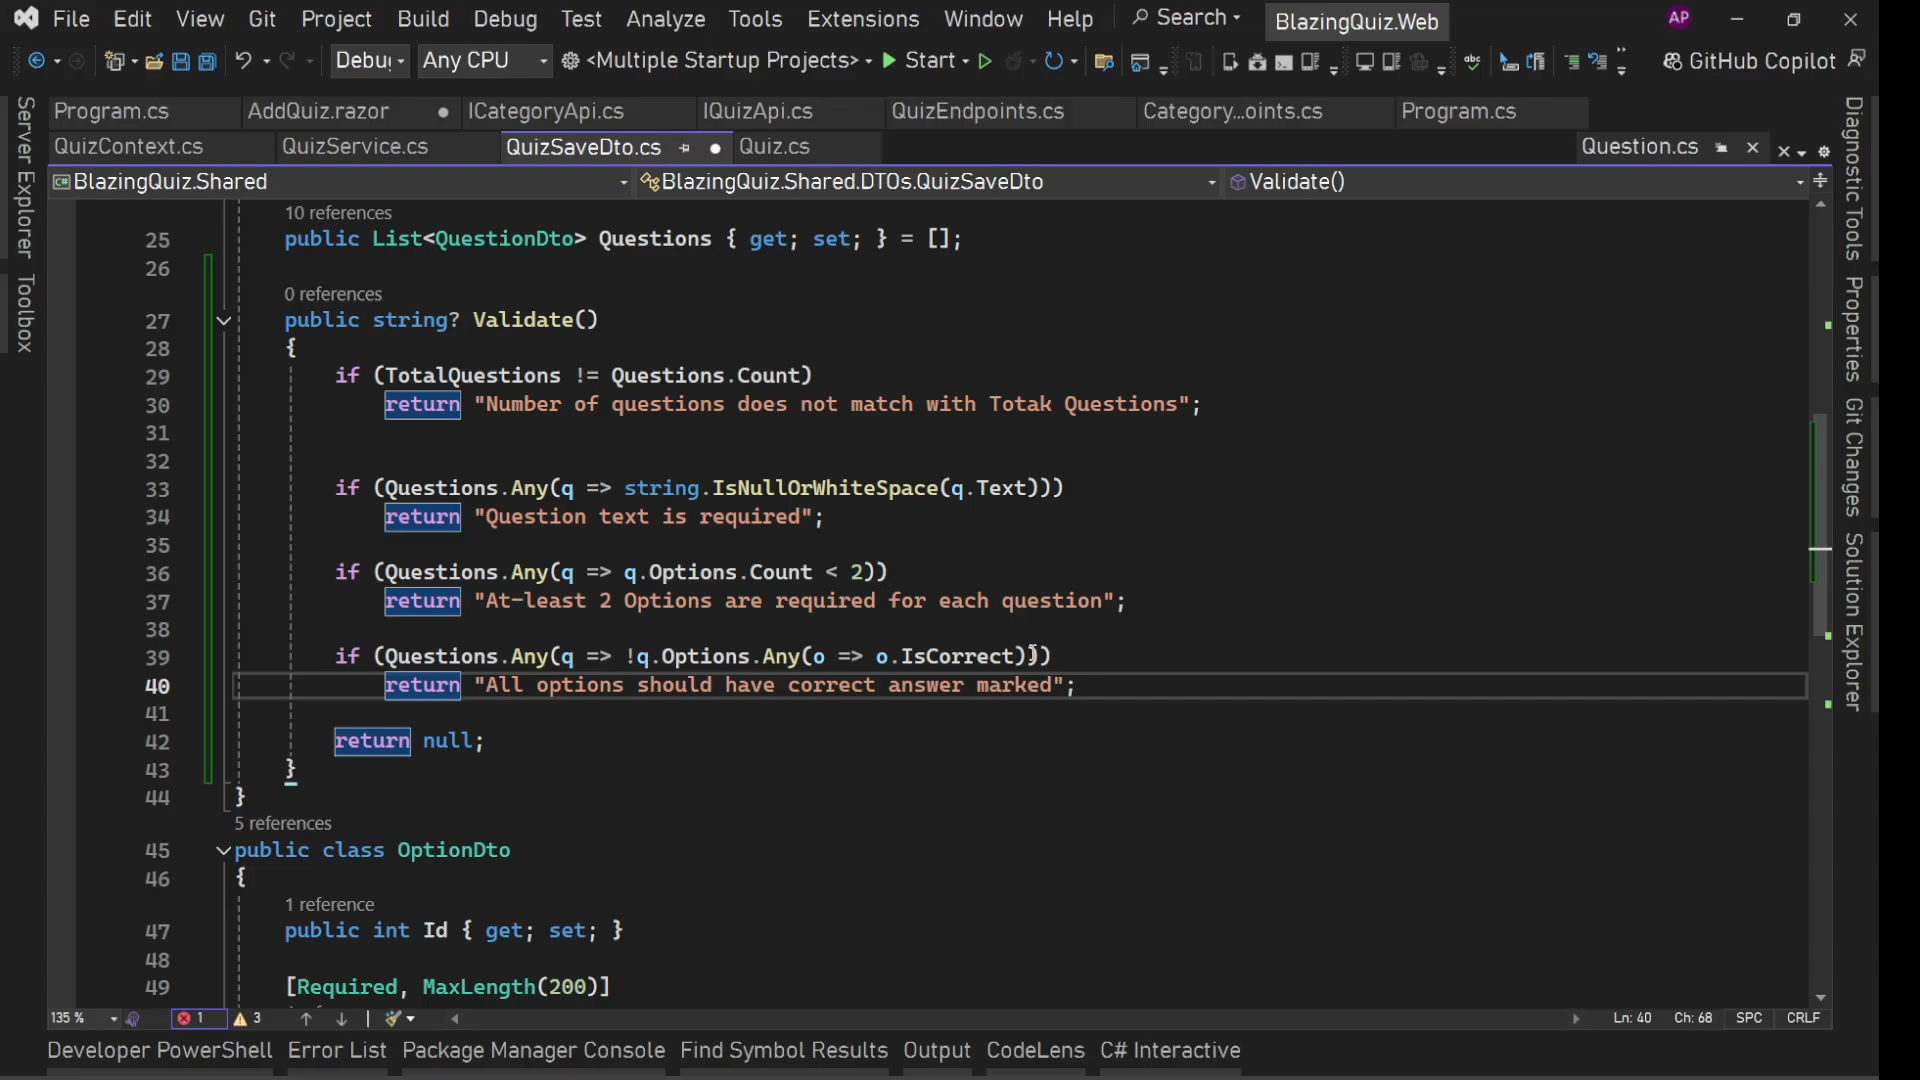 File Edit View Git Project Build Debug Test Analyze Tools Extensions Window Help Search BlazingQuiz.Web AP
Debug Any CPU <Multiple Startup Projects> Start GitHub Copilot
Program.cs AddQuiz.razor ICategoryApi.cs IQuizApi.cs QuizEndpoints.cs Category...oints.cs Program.cs
QuizContext.cs QuizService.cs QuizSaveDto.cs Quiz.cs Question.cs
BlazingQuiz.Shared BlazingQuiz.Shared.DTOs.QuizSaveDto Validate()
Server Explorer
Toolbox
10 references
25 public List<QuestionDto> Questions { get; set; } = [];
26
0 references
27 public string? Validate()
28 {
29 if (TotalQuestions != Questions.Count)
30 return "Number of questions does not match with Totak Questions";
31
32
33 if (Questions.Any(q => string.IsNullOrWhiteSpace(q.Text)))
34 return "Question text is required";
35
36 if (Questions.Any(q => q.Options.Count < 2))
37 return "At-least 2 Options are required for each question";
38
39 if (Questions.Any(q => !q.Options.Any(o => o.IsCorrect)))
40 return "All options should have correct answer marked";
41
42 return null;
43 }
44 }
5 references
45 public class OptionDto
46 {
1 reference
47 public int Id { get; set; }
48
49 [Required, MaxLength(200)]
Diagnostic Tools
Properties
Git Changes
Solution Explorer
135 % 1 3 Ln: 40 Ch: 68 SPC CRLF
Developer PowerShell Error List Package Manager Console Find Symbol Results Output CodeLens C# Interactive